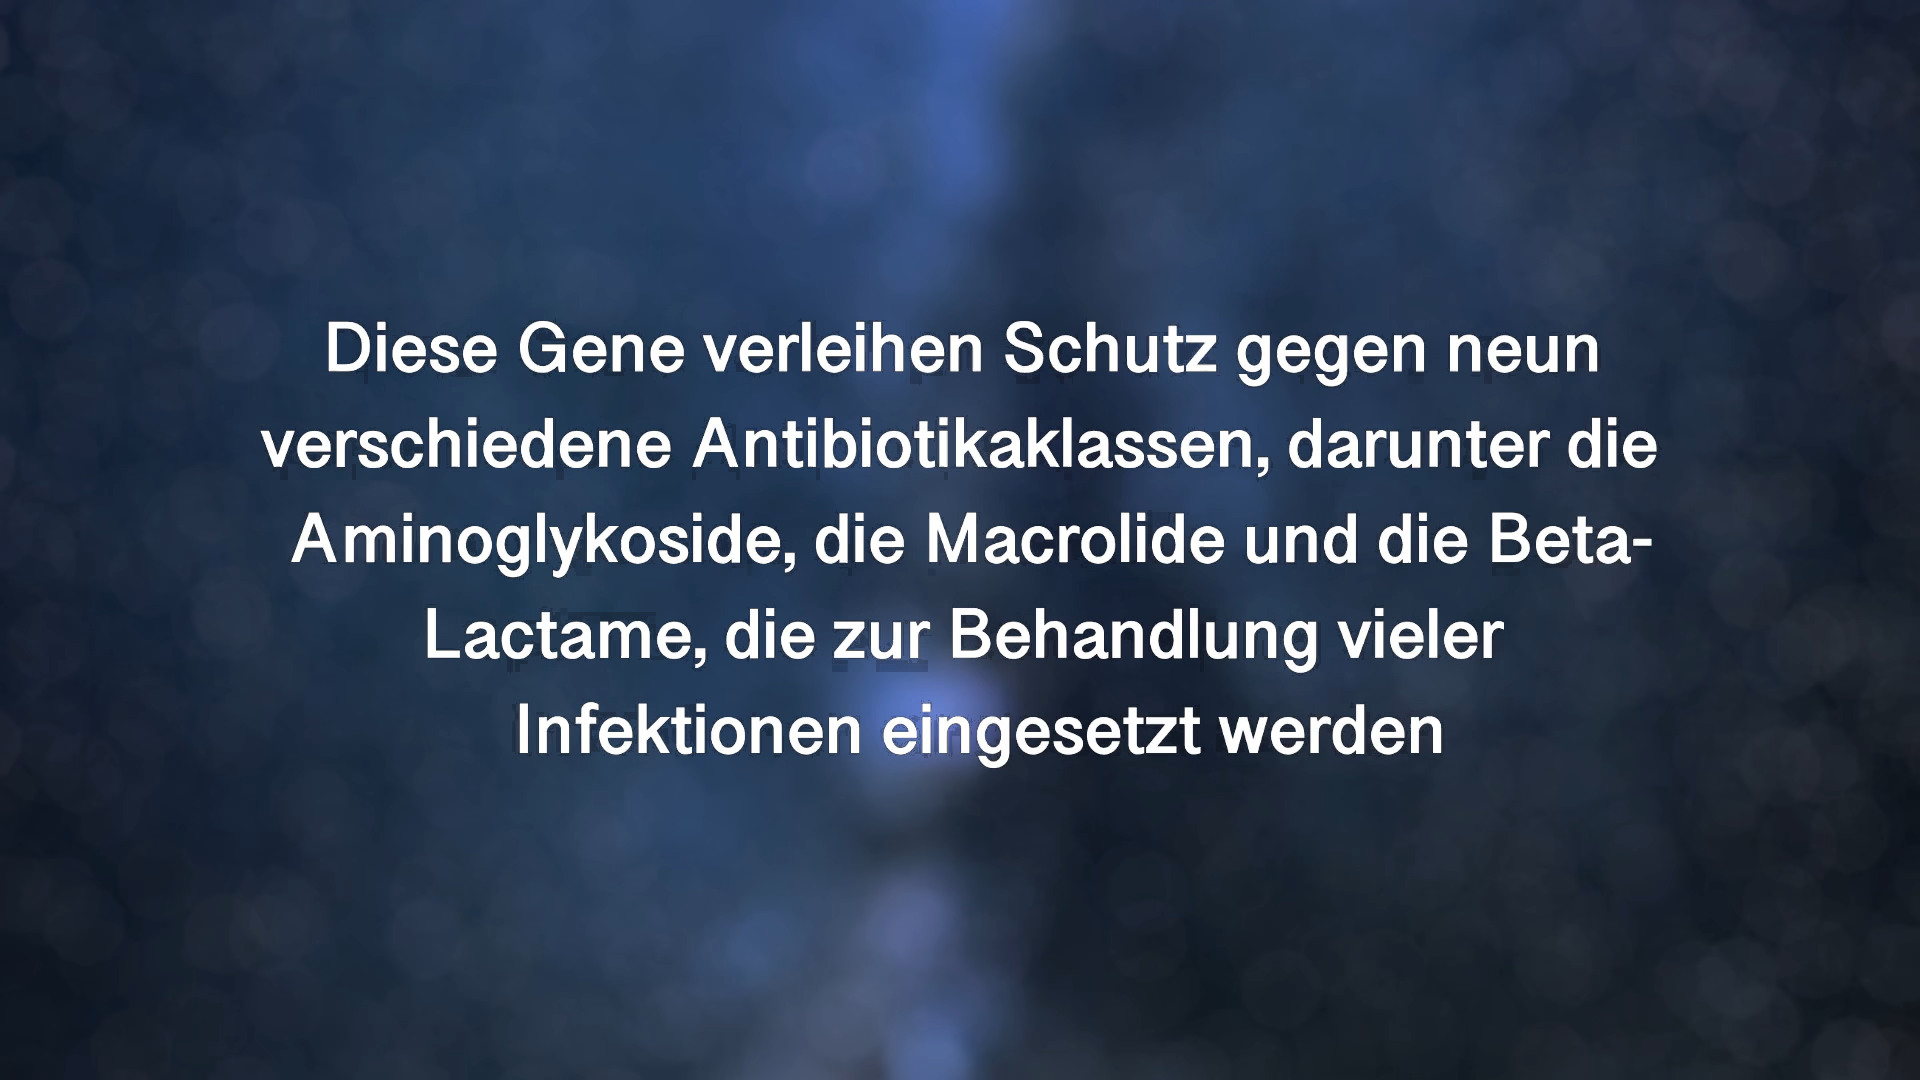 Diese Gene verleihen Schutz gegen neun
verschiedene Antibiotikaklassen, darunter die
Aminoglykoside, die Macrolide und die Beta-
Lactame, die zur Behandlung vieler
Infektionen eingesetzt werden